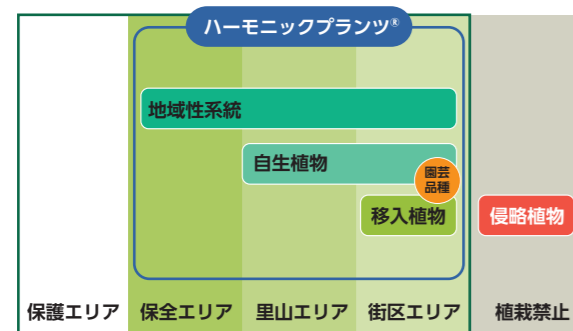 ハーモニックプランツ®
地域性系統
自生植物
園芸
品種
移入植物
侵略植物
保護エリア
保全エリア
里山エリア
街区エリア
植栽禁止